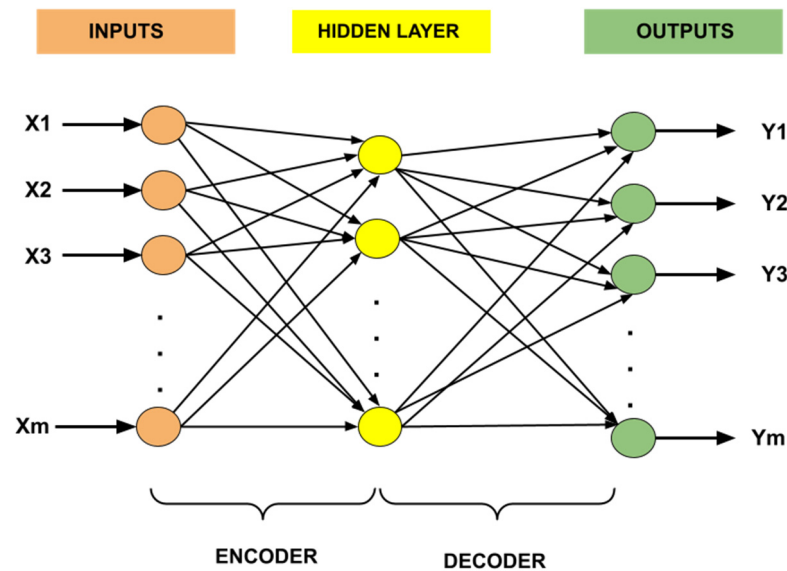 INPUTS
HIDDEN LAYER
OUTPUTS
X1
X2
X3
Xm
Y1
Y2
Y3
Ym
ENCODER
DECODER